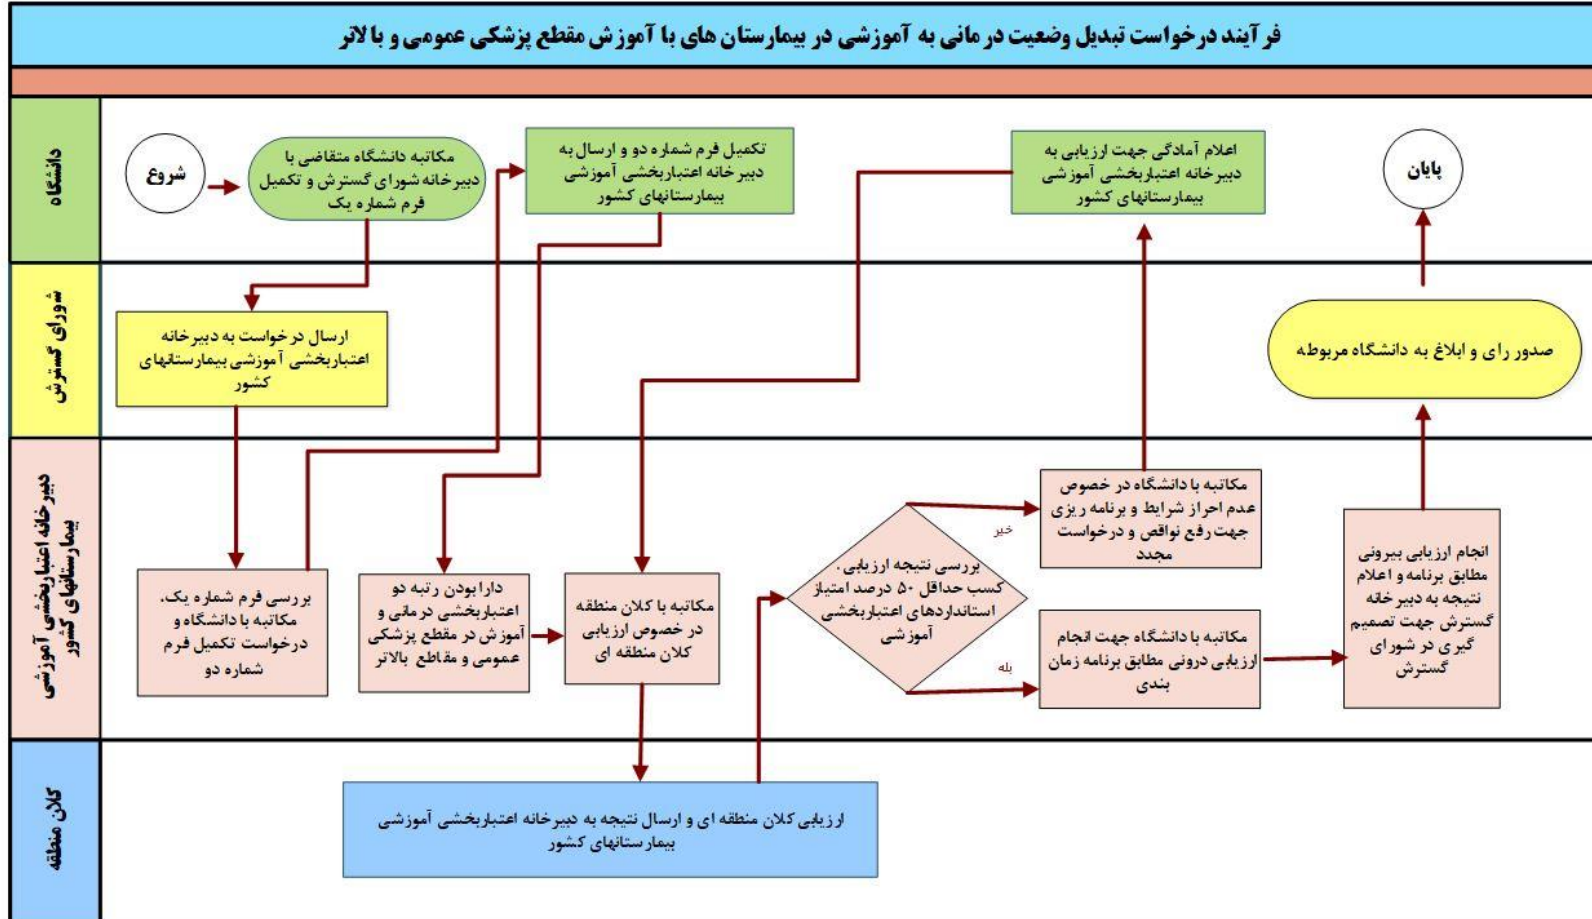 فرآیند درخواست تبدیل وضعیت درمانی به آموزشی در بیمارستان های با آموزش مقطع پزشکی عمومی و بالاتر
دانشگاه
شروع
مکاتبه دانشگاه متقاضی با
دبیرخانه شورای گسترش و تکمیل
فرم شماره یک
تکمیل فرم شماره دو و ارسال به
دبیرخانه اعتباربخشی آموزشی
بیمارستانهای کشور
اعلام آمادگی جهت ارزیابی به
دبیرخانه اعتباربخشی آموزشی
بیمارستانهای کشور
پایان
شورای گسترش
ارسال درخواست به دبیرخانه
اعتباربخشی آموزشی بیمارستانهای
کشور
صدور رای و ابلاغ به دانشگاه مربوطه
دبیرخانه اعتباربخشی آموزشی
بیمارستانهای کشور
بررسی فرم شماره یک،
مکاتبه با دانشگاه و
درخواست تکمیل فرم
شماره دو
دارابودن رتبه دو
اعتباربخشی درمانی و
آموزش در مقطع پزشکی
عمومی و مقاطع بالاتر
مکاتبه با کلان منطقه
در خصوص ارزیابی
کلان منطقه ای
بررسی نتیجه ارزیابی .
کسب حداقل ۵۰ درصد امتیاز
استانداردهای اعتباربخشی
آموزشی
خیر
مکاتبه با دانشگاه در خصوص
عدم احراز شرایط و برنامه ریزی
جهت رفع نواقص و درخواست
مجدد
بله
مکاتبه با دانشگاه جهت انجام
ارزیابی درونی مطابق برنامه زمان
بندی
انجام ارزیابی بیرونی
مطابق برنامه و اعلام
نتیجه به دبیرخانه
گسترش جهت تصمیم
گیری در شورای
گسترش
کلان منطقه
ارزیابی کلان منطقه ای و ارسال نتیجه به دبیرخانه اعتباربخشی آموزشی
بیمارستانهای کشور